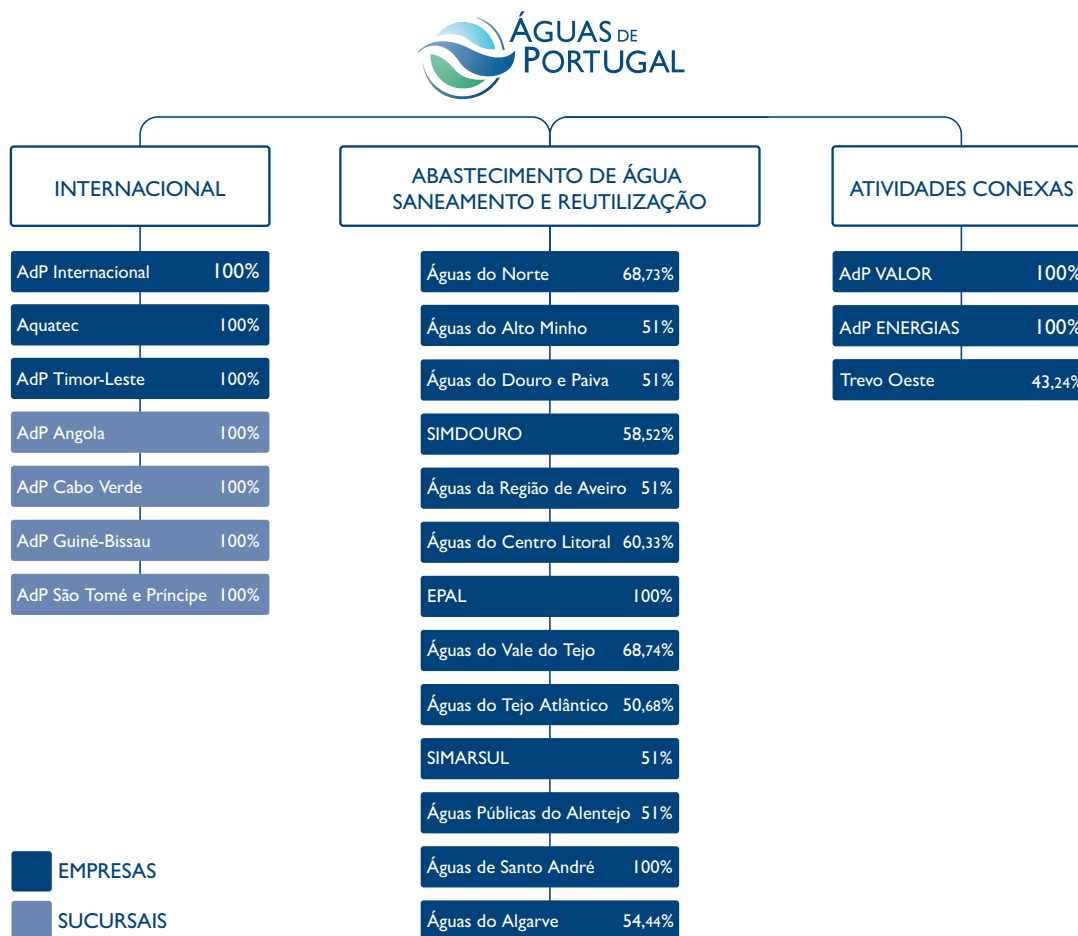 ÁGUAS DE
PORTUGAL
INTERNACIONAL
AdP Internacional 100%
Aquatec 100%
AdP Timor-Leste 100%
AdP Angola 100%
AdP Cabo Verde 100%
AdP Guiné-Bissau 100%
AdP São Tomé e Príncipe 100%
ABASTECIMENTO DE ÁGUA
SANEAMENTO E REUTILIZAÇÃO
Águas do Norte 68,73%
Águas do Alto Minho 51%
Águas do Douro e Paiva 51%
SIMDOURO 58,52%
Águas da Região de Aveiro 51%
Águas do Centro Litoral 60,33%
EPAL 100%
Águas do Vale do Tejo 68,74%
Águas do Tejo Atlântico 50,68%
SIMARSUL 51%
Águas Públicas do Alentejo 51%
Águas de Santo André 100%
Águas do Algarve 54,44%
ATIVIDADES CONEXAS
AdP VALOR 100%
AdP ENERGIAS 100%
Trevo Oeste 43,24%
EMPRESAS
SUCURSAIS